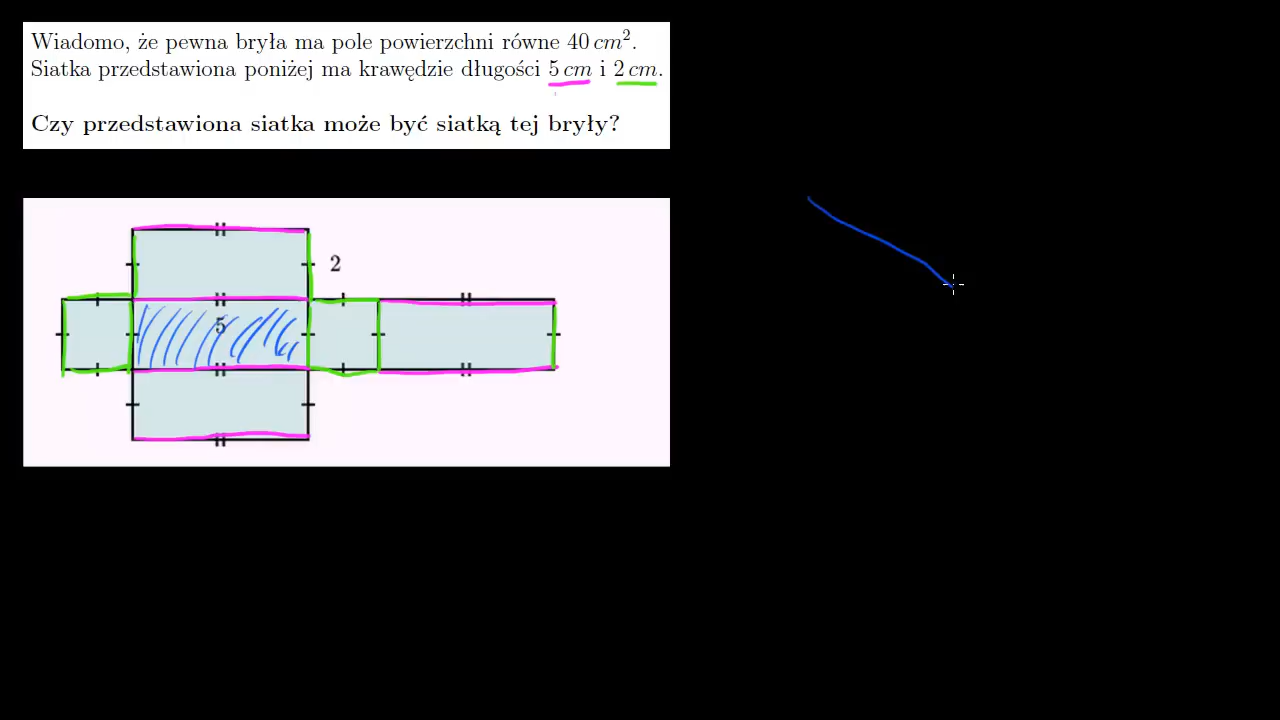 Wiadomo, że pewna bryła ma pole powierzchni równe 40 cm².
Siatka przedstawiona poniżej ma krawędzie długości 5 cm i 2 cm.
Czy przedstawiona siatka może być siatką tej bryły?
2
5